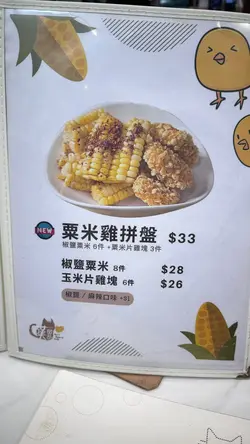 NEW
粟米雞拼盤 $33
椒鹽粟米 6件 +粟米片雞塊 3件
椒鹽粟米 8件 $28
玉米片雞塊 6件 $26
椒鹽 / 麻辣口味 +$1